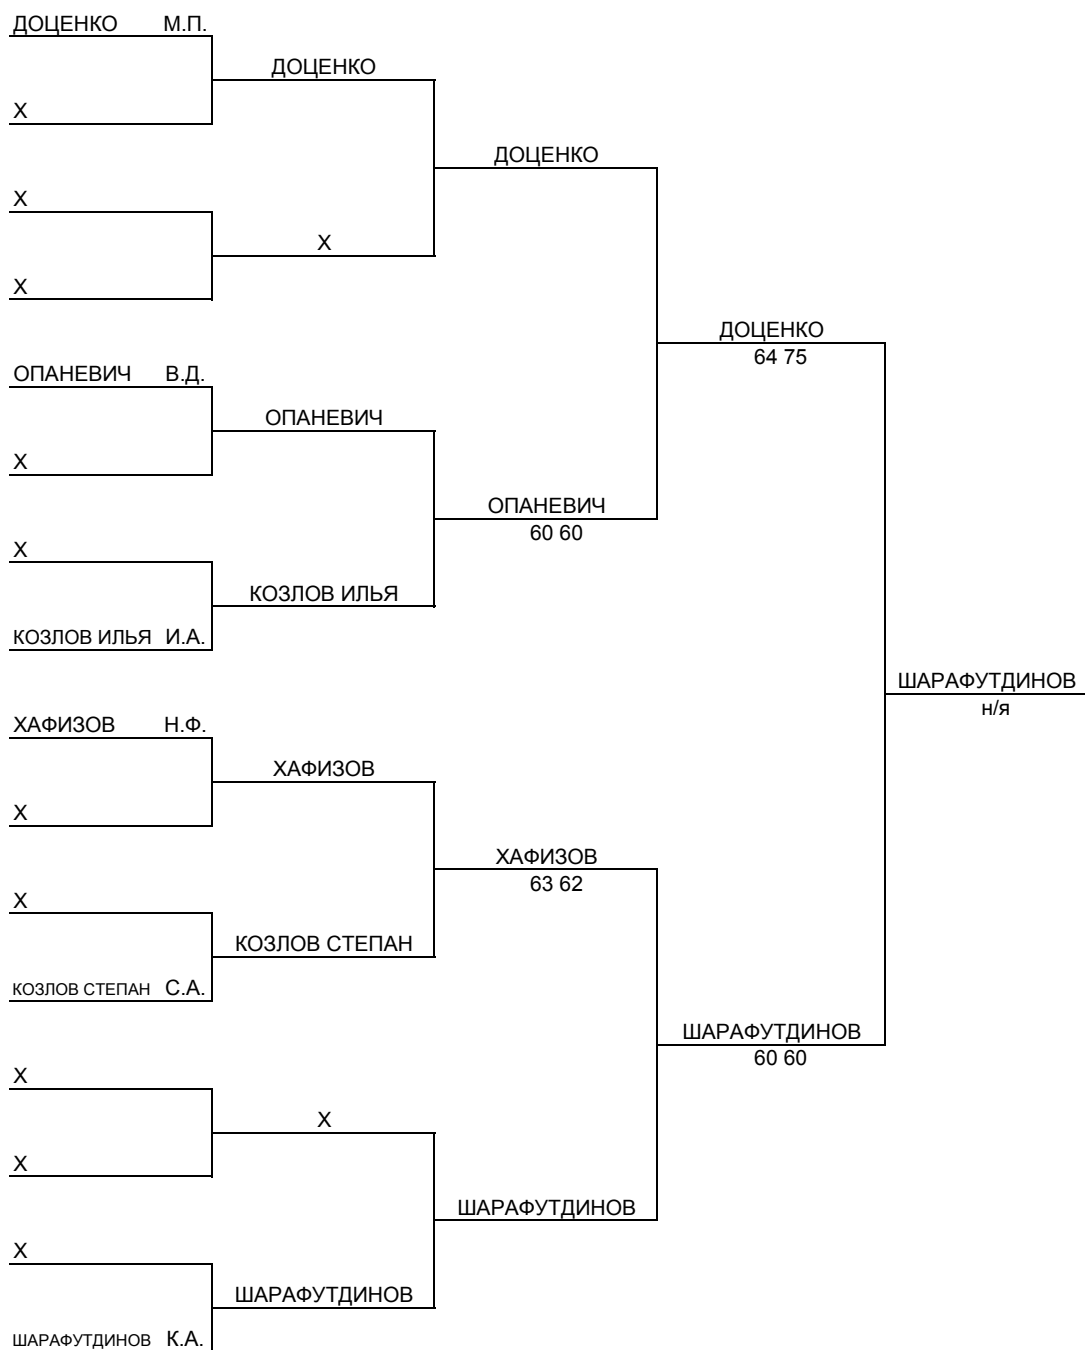 ДОЦЕНКО М.П.
ДОЦЕНКО
Х
ДОЦЕНКО
Х
Х
Х
ДОЦЕНКО
64 75
ОПАНЕВИЧ В.Д.
ОПАНЕВИЧ
Х
ОПАНЕВИЧ
60 60
Х
КОЗЛОВ ИЛЬЯ
КОЗЛОВ ИЛЬЯ И.А.
ШАРАФУТДИНОВ
н/я
ХАФИЗОВ Н.Ф.
ХАФИЗОВ
Х
ХАФИЗОВ
63 62
Х
КОЗЛОВ СТЕПАН
КОЗЛОВ СТЕПАН С.А.
ШАРАФУТДИНОВ
60 60
Х
Х
Х
ШАРАФУТДИНОВ
Х
ШАРАФУТДИНОВ
ШАРАФУТДИНОВ К.А.